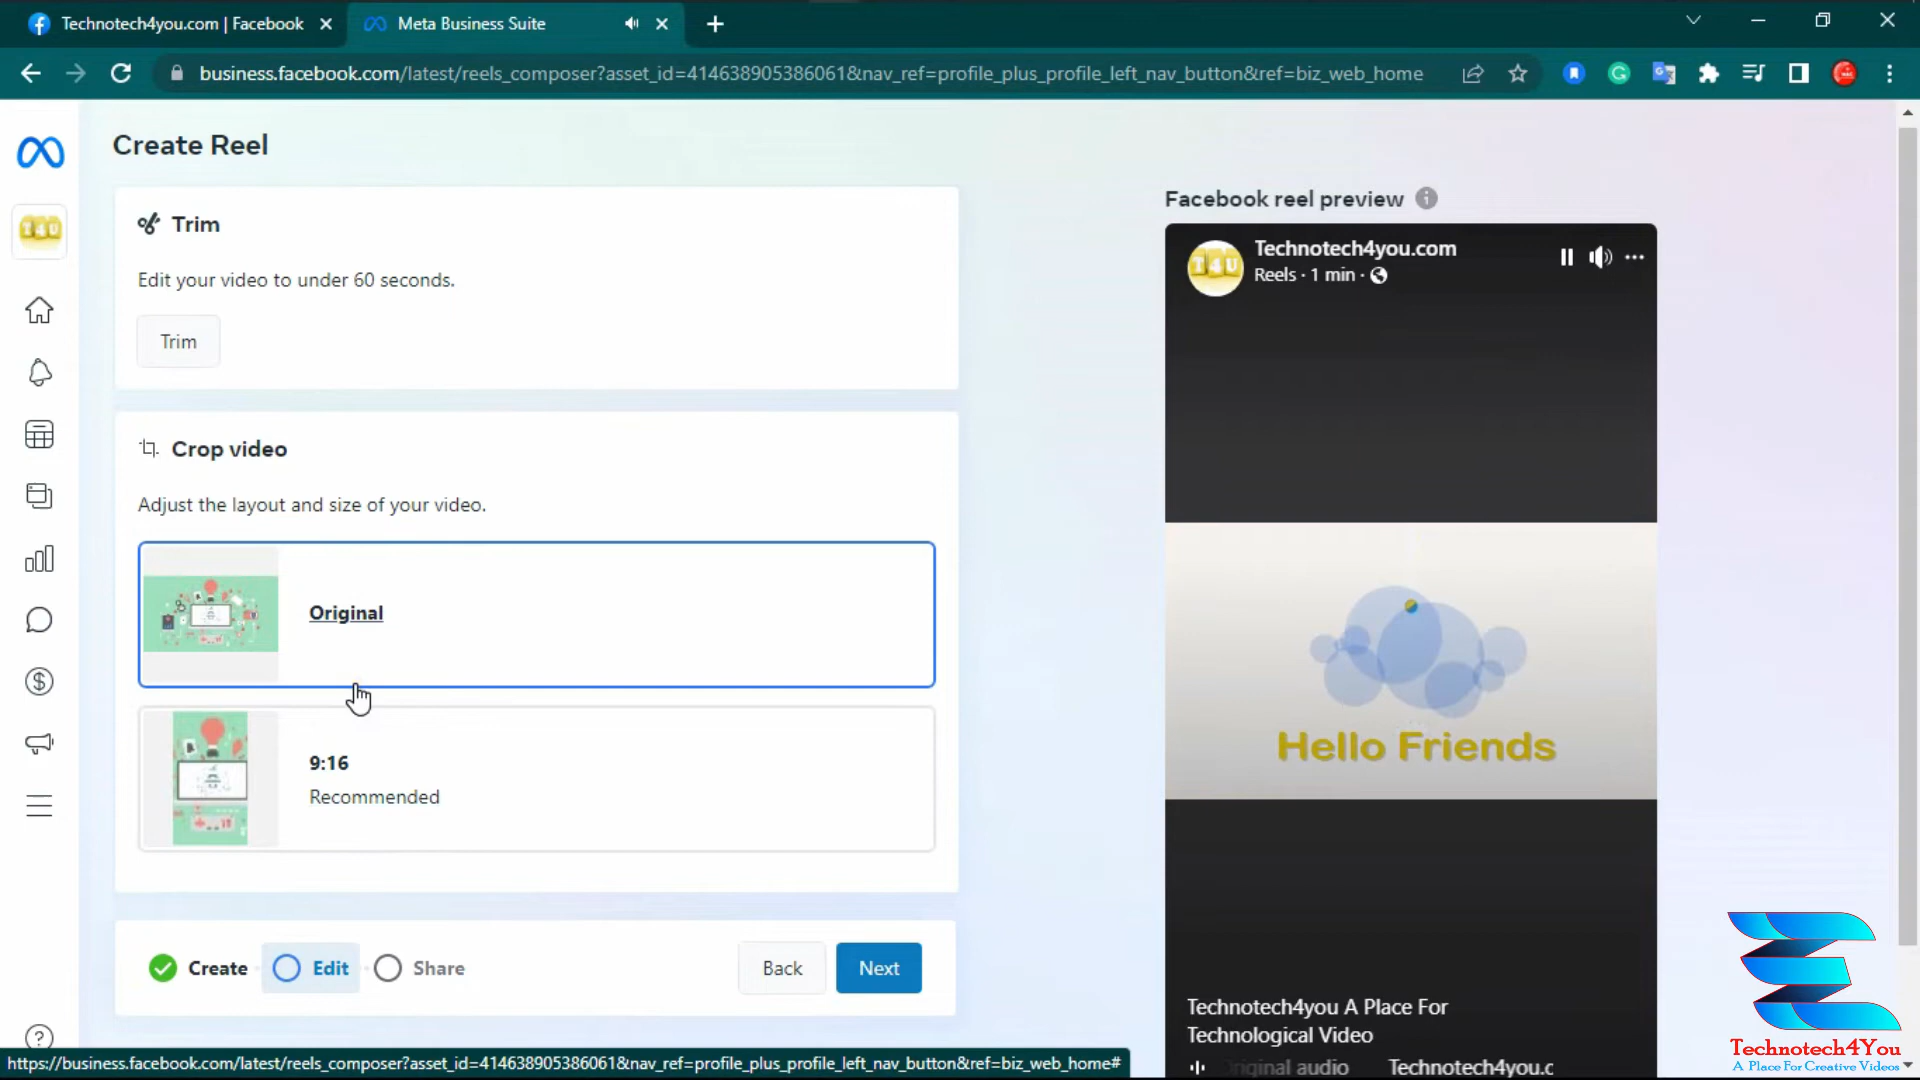 Technotech4you.com | Facebook
Meta Business Suite
business.facebook.com/latest/reels_composer?asset_id=414638905386061&nav_ref=profile_plus_profile_left_nav_button&ref=biz_web_home
Create Reel
Trim
Edit your video to under 60 seconds.
Trim
Crop video
Adjust the layout and size of your video.
Original
9:16
Recommended
Create
Edit
Share
Back
Next
Facebook reel preview
T4U
Technotech4you.com
Reels · 1 min ·
Hello Friends
Technotech4you A Place For
Technological Video
Original audio Technotech4you.c
T4U
https://business.facebook.com/latest/reels_composer?asset_id=414638905386061&nav_ref=profile_plus_profile_left_nav_button&ref=biz_web_home#
Technotech4You
A Place For Creative Videos